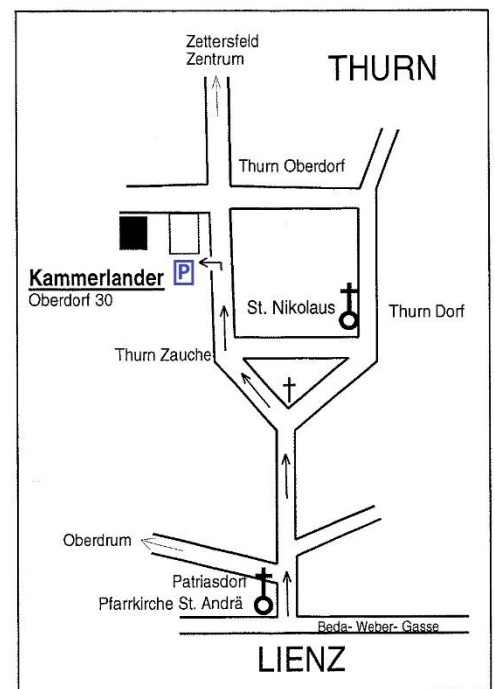 Zettersfeld
Zentrum
THURN
Thurn Oberdorf
P
Kammerlander
Oberdorf 30
St. Nikolaus
Thurn Dorf
Thurn Zauche
Oberdrum
Patriasdorf
Pfarrkirche St. Andrä
Beda- Weber- Gasse
LIENZ